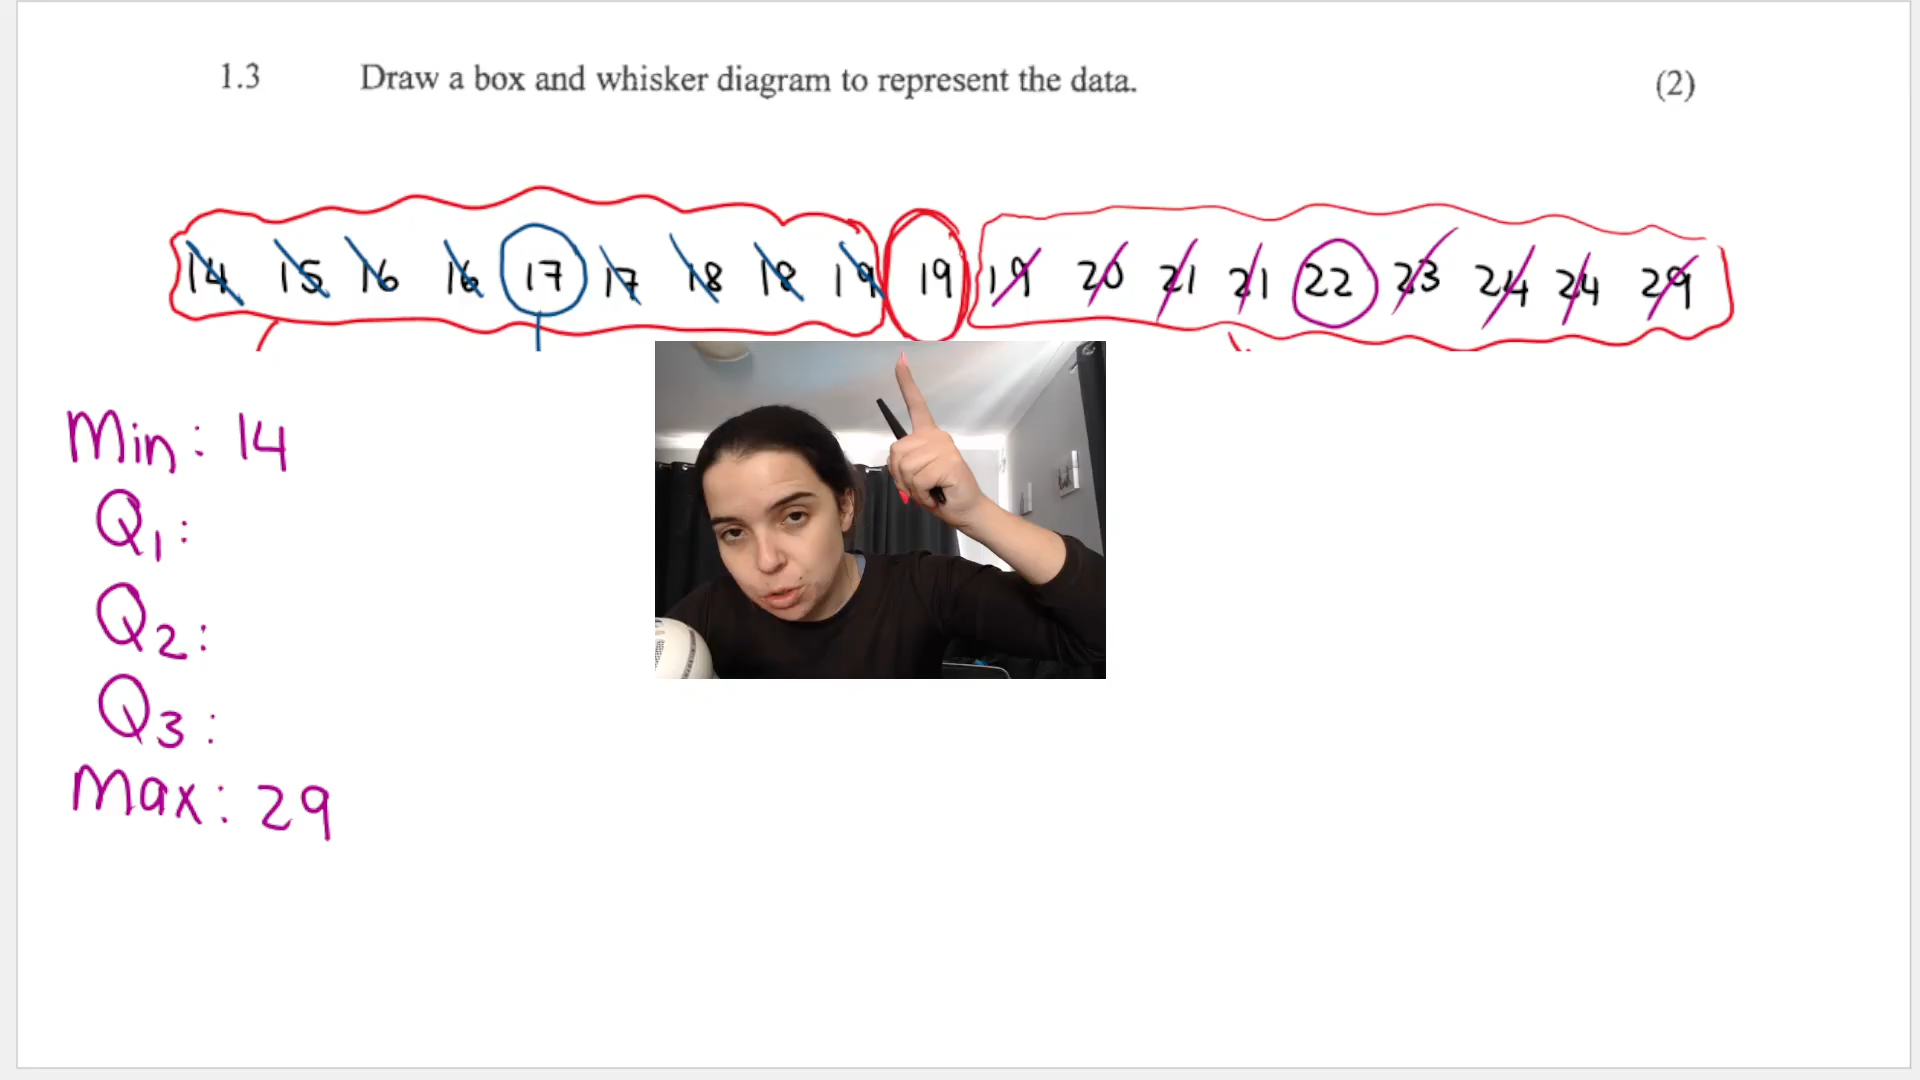 1.3 Draw a box and whisker diagram to represent the data. (2)
14 15 16 16 17 17 18 18 19 19 19 20 21 21 22 23 24 24 29
Min: 14
Q1:
Q2:
Q3:
Max: 29